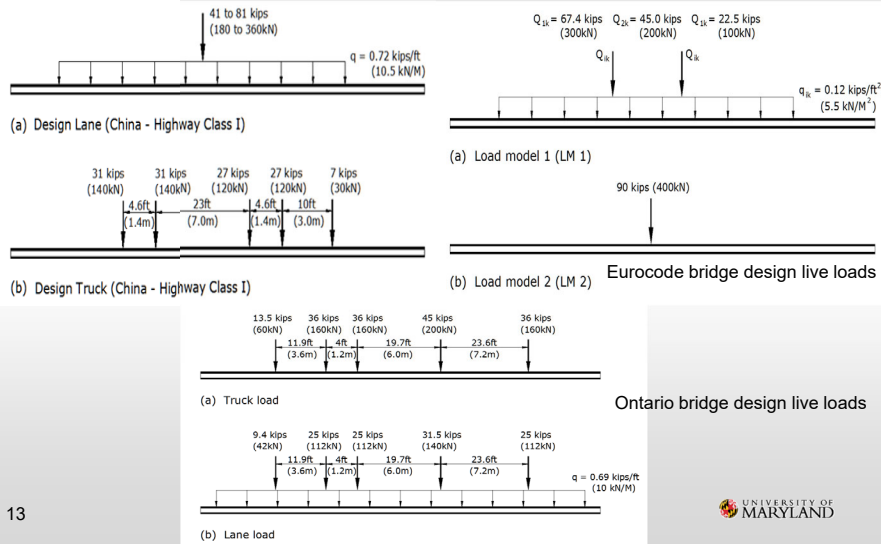 41 to 81 kips
(180 to 360kN)
q = 0.72 kips/ft
(10.5 kN/M)
(a) Design Lane (China - Highway Class I)
31 kips 31 kips 27 kips 27 kips 7 kips
(140kN) (140kN) (120kN) (120kN) (30kN)
4.6ft 23ft 4.6ft 10ft
(1.4m) (7.0m) (1.4m) (3.0m)
(b) Design Truck (China - Highway Class I)
Q1k = 67.4 kips Q2k = 45.0 kips Q1k = 22.5 kips
(300kN) (200kN) (100kN)
Qik Qik
qik = 0.12 kips/ft²
(5.5 kN/M²)
(a) Load model 1 (LM 1)
90 kips (400kN)
(b) Load model 2 (LM 2)
Eurocode bridge design live loads
13.5 kips 36 kips 36 kips 45 kips 36 kips
(60kN) (160kN) (160kN) (200kN) (160kN)
11.9ft 4ft 19.7ft 23.6ft
(3.6m) (1.2m) (6.0m) (7.2m)
(a) Truck load
Ontario bridge design live loads
9.4 kips 25 kips 25 kips 31.5 kips 25 kips
(42kN) (112kN) (112kN) (140kN) (112kN)
11.9ft 4ft 19.7ft 23.6ft
(3.6m) (1.2m) (6.0m) (7.2m)
q = 0.69 kips/ft
(10 kN/M)
(b) Lane load
13
UNIVERSITY OF
MARYLAND